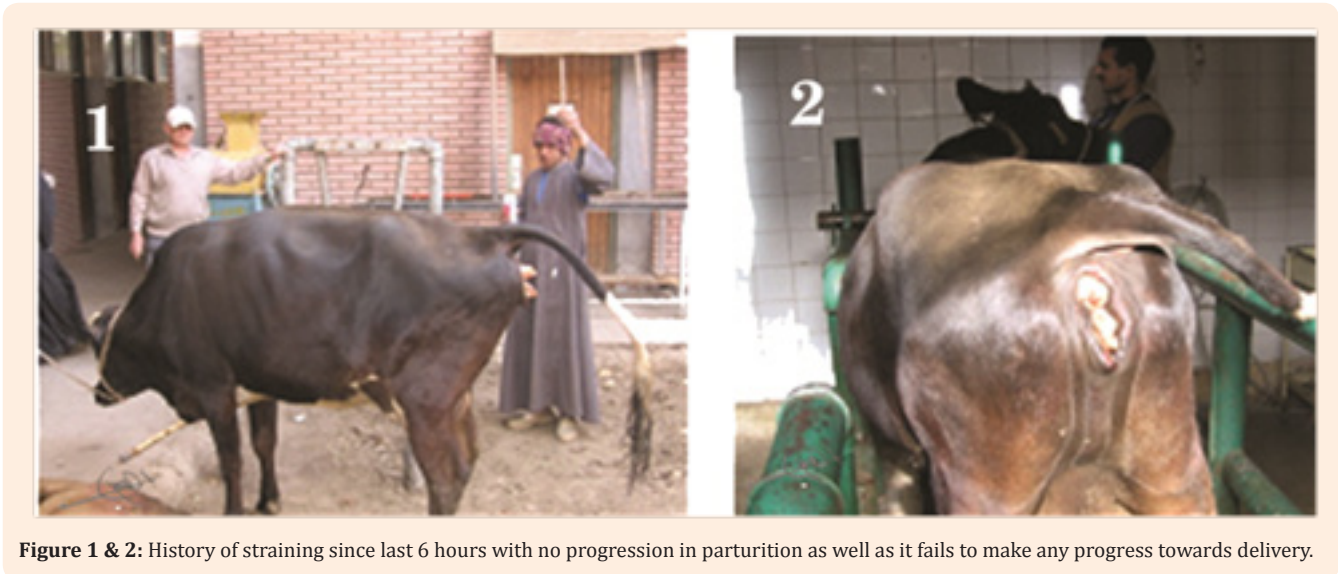 1
2
Figure 1 & 2: History of straining since last 6 hours with no progression in parturition as well as it fails to make any progress towards delivery.